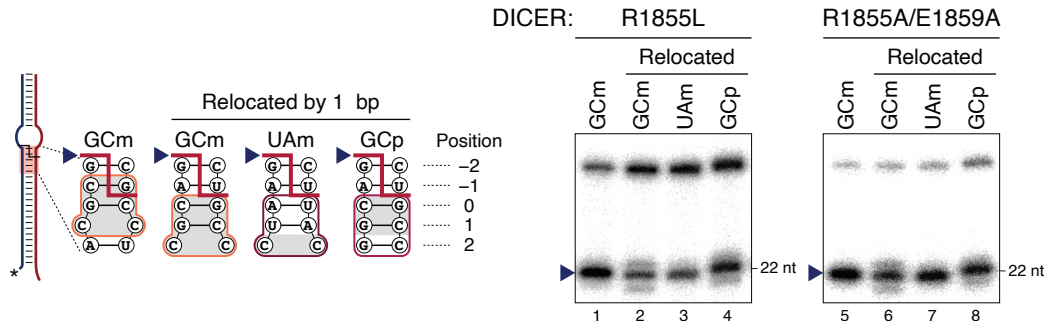 DICER: R1855L R1855A/E1859A
Relocated Relocated
GCm GCm UAm GCp GCm GCm UAm GCp
Relocated by 1 bp
GCm GCm UAm GCp Position
G C G C G C G C -2
C G A U A U A U -1
G C C G A U C G 0
C C G C U A G C 1
A U C C C C G C 2
*
22 nt 22 nt
1 2 3 4 5 6 7 8